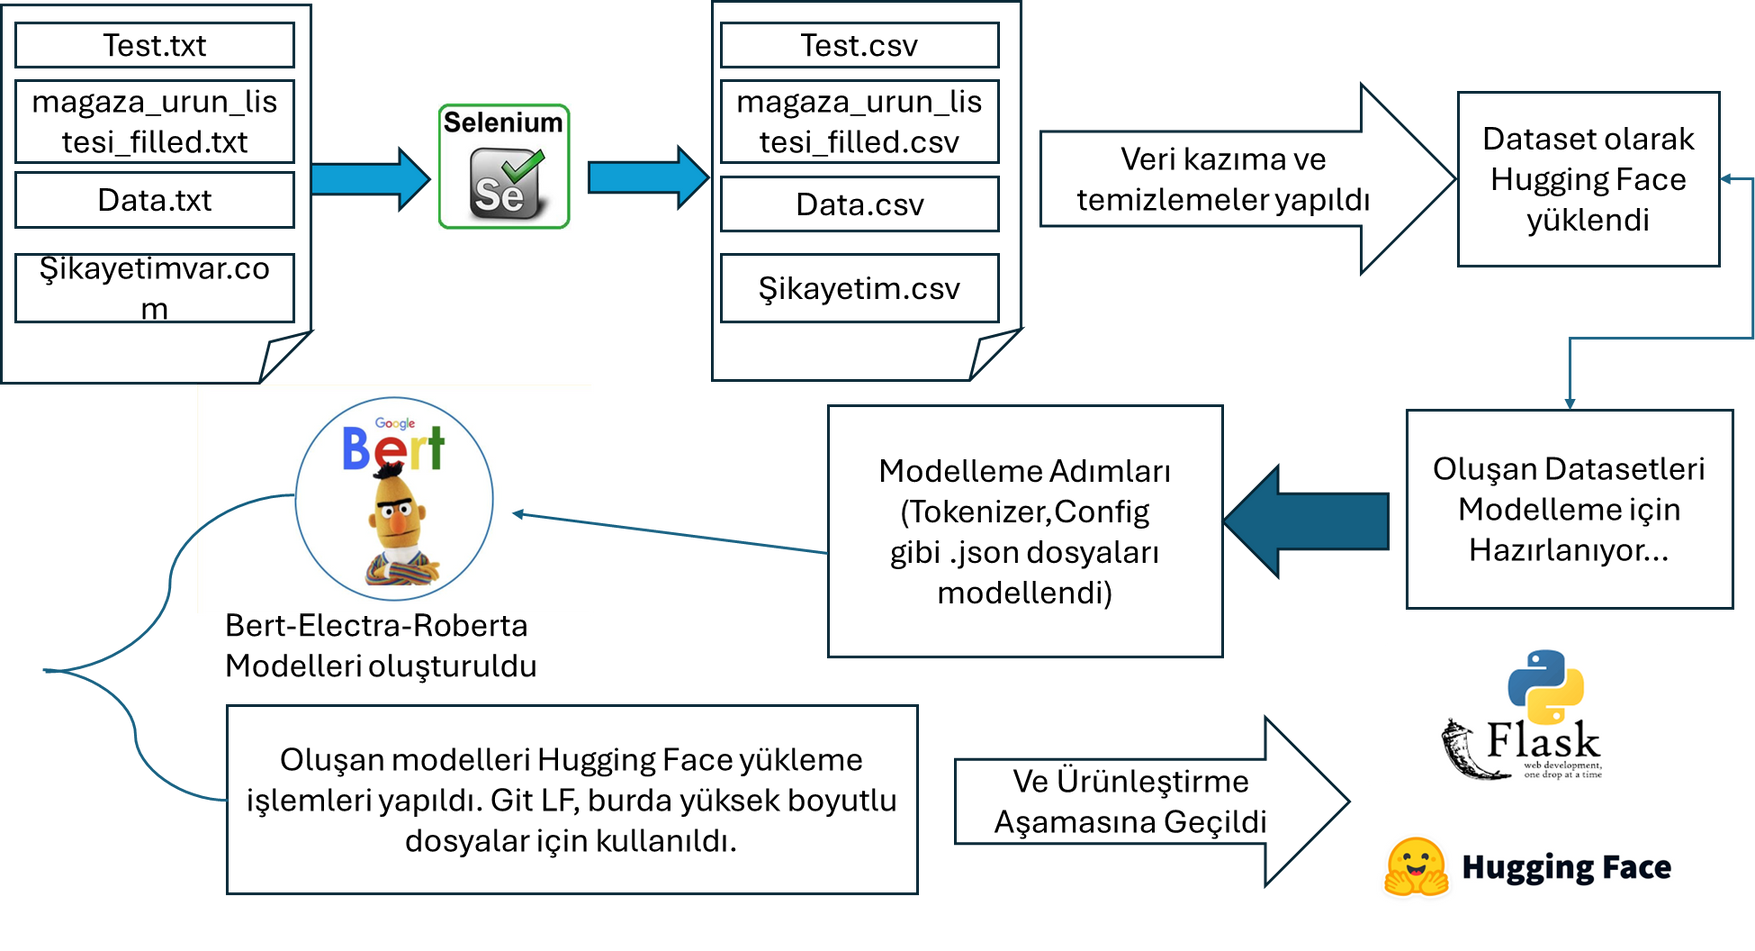 Test.txt
magaza_urun_lis
tesi_filled.txt
Data.txt
Şikayetimvar.co
m
Selenium
Se
Test.csv
magaza_urun_lis
tesi_filled.csv
Data.csv
Şikayetim.csv
Veri kazıma ve
temizlemeler yapıldı
Dataset olarak
Hugging Face
yüklendi
Oluşan Datasetleri
Modelleme için
Hazırlanıyor...
Modelleme Adımları
(Tokenizer,Config
gibi .json dosyaları
modellendi)
Google
Bert
Bert-Electra-Roberta
Modelleri oluşturuldu
Oluşan modelleri Hugging Face yükleme
işlemleri yapıldı. Git LF, burda yüksek boyutlu
dosyalar için kullanıldı.
Ve Ürünleştirme
Aşamasına Geçildi
Flask
web development,
one drop at a time
Hugging Face